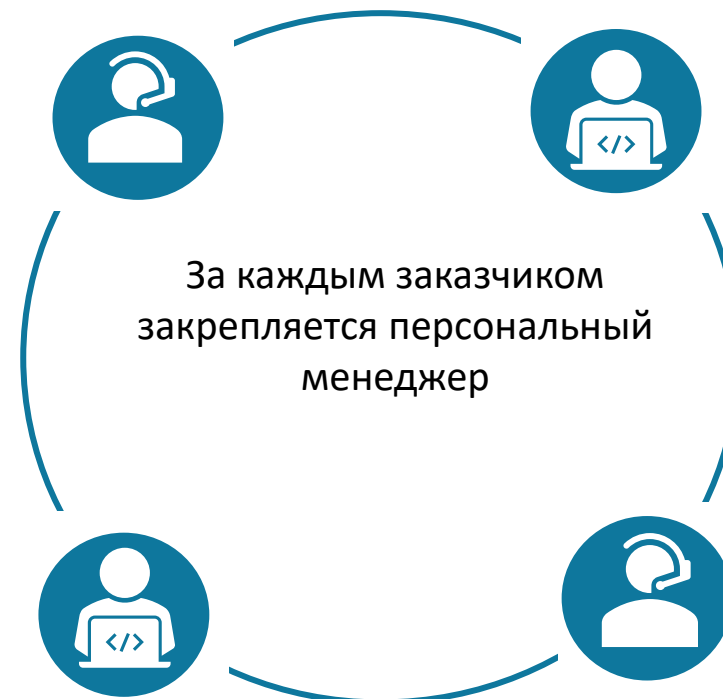 </>
За каждым заказчиком
закрепляется персональный
менеджер
</>